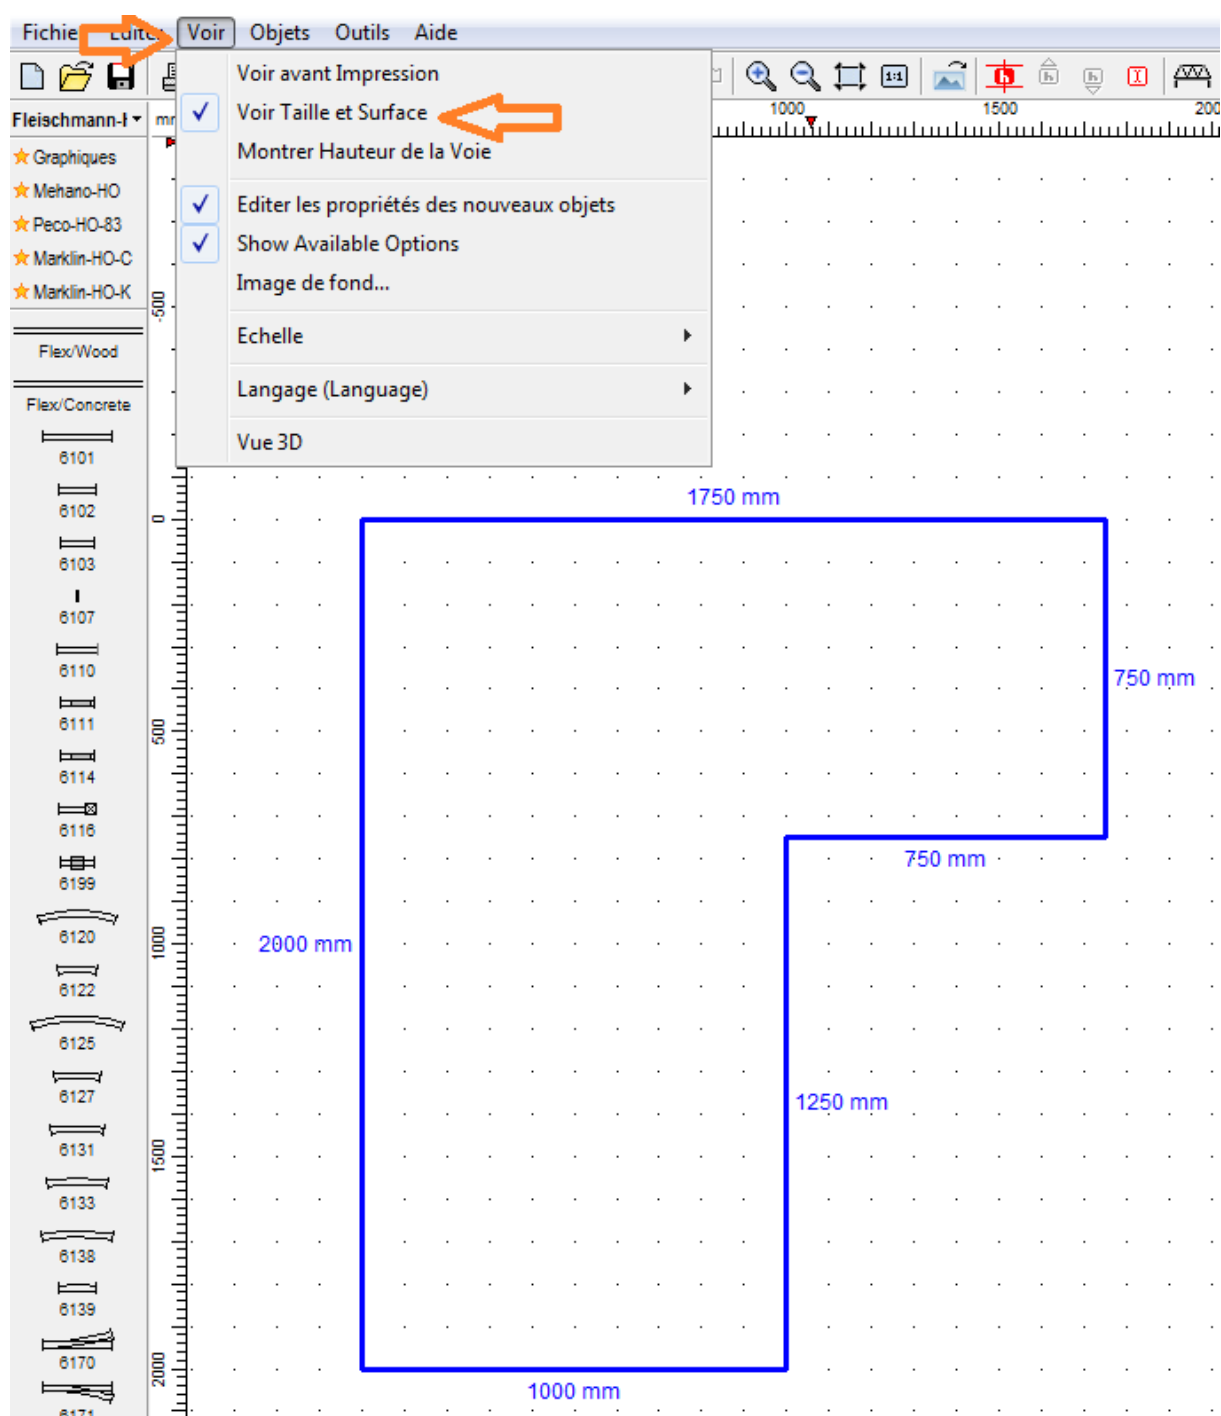 Voir Objets Outils Aide
Voir avant Impression
Voir Taille et Surface
Montrer Hauteur de la Voie
Editer les propriétés des nouveaux objets
Show Available Options
Image de fond...
Echelle
Langage (Language)
Vue 3D
1:1
1000 1500
Graphiques
Mehano-HO
Peco-HO-83
Marklin-HO-C
Marklin-HO-K
Flex/Wood
Flex/Concrete
6101
6102
6103
6107
6110
6111
6114
6116
6199
6120
6122
6125
6127
6131
6133
6138
6139
6170
6171
-500
0
500
1000
1500
2000
1750 mm
750 mm
750 mm
2000 mm
1250 mm
1000 mm